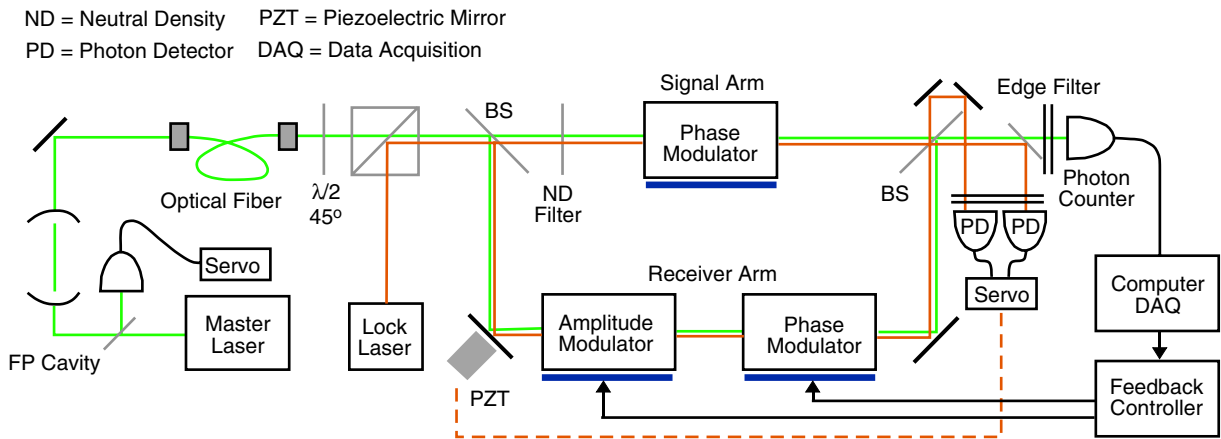 ND = Neutral Density
PZT = Piezoelectric Mirror
PD = Photon Detector
DAQ = Data Acquisition
Signal Arm
Edge Filter
BS
Phase
Modulator
Optical Fiber
λ/2
45º
ND
Filter
BS
Photon
Counter
PD
PD
Servo
Receiver Arm
Servo
Computer
DAQ
Master
Laser
Lock
Laser
Amplitude
Modulator
Phase
Modulator
FP Cavity
PZT
Feedback
Controller